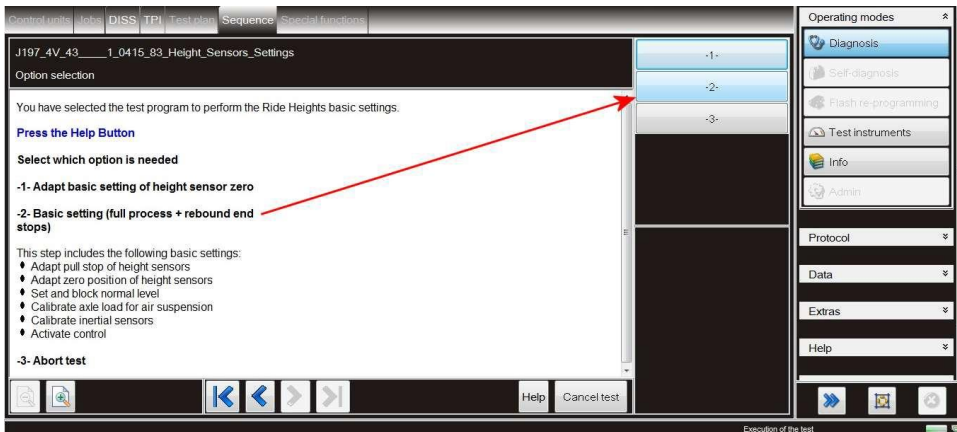 Control units Jobs DISS TPI Test plan Sequence Special functions
J197_4V_43____1_0415_83_Height_Sensors_Settings
Option selection
You have selected the test program to perform the Ride Heights basic settings.
Press the Help Button
Select which option is needed
-1- Adapt basic setting of height sensor zero
-2- Basic setting (full process + rebound end
stops)
This step includes the following basic settings:
Adapt pull stop of height sensors
Adapt zero position of height sensors
Set and block normal level
Calibrate axle load for air suspension
Calibrate inertial sensors
Activate control
-3- Abort test
Help
Cancel test
-1-
-2-
-3-
Operating modes
Diagnosis
Self-diagnosis
Flash re-programming
Test instruments
Info
Admin
Protocol
Data
Extras
Help
Execution of the test